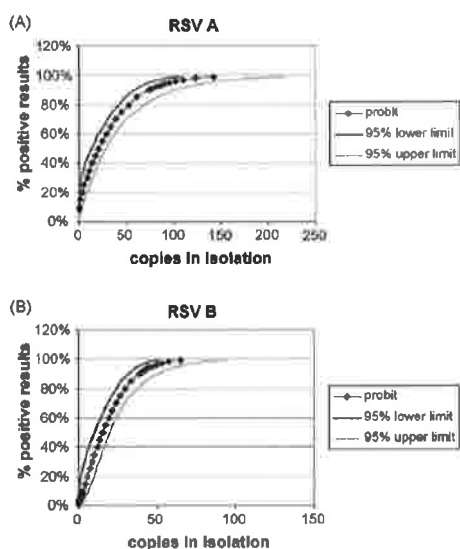 (A)
RSV A
120%
100%
80%
60%
40%
20%
0%
% positive results
0 50 100 150 200 250
copies in isolation
probit
95% lower limit
95% upper limit
(B)
RSV B
120%
100%
80%
60%
40%
20%
0%
% positive results
0 50 100 150
copies in isolation
probit
95% lower limit
95% upper limit